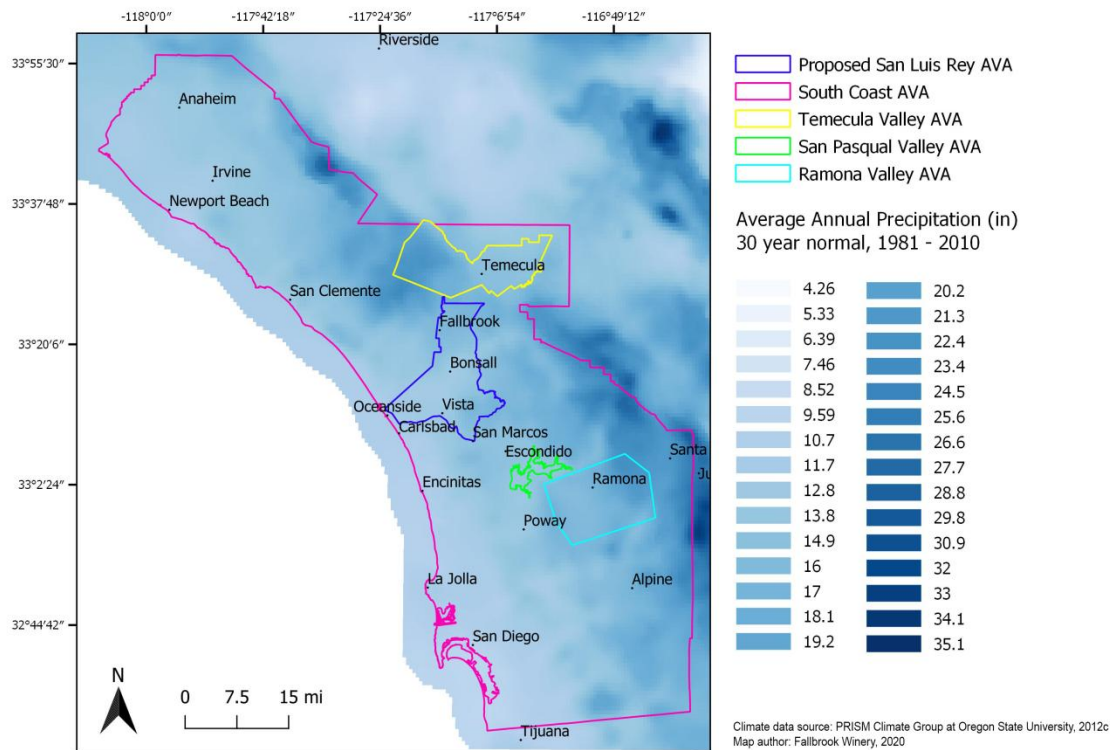 -118°0'0"
-117°42'18"
-117°24'36"
-117°6'54"
-116°49'12"
33°55'30"
33°37'48"
33°20'6"
33°2'24"
32°44'42"
Riverside
Anaheim
Irvine
Newport Beach
Temecula
San Clemente
Fallbrook
Bonsall
Oceanside
Vista
Carlsbad
San Marcos
Escondido
Santa
Ju
Encinitas
Ramona
Poway
La Jolla
Alpine
San Diego
Tijuana
N
0 7.5 15 mi
Proposed San Luis Rey AVA
South Coast AVA
Temecula Valley AVA
San Pasqual Valley AVA
Ramona Valley AVA
Average Annual Precipitation (in)
30 year normal, 1981 - 2010
4.26
5.33
6.39
7.46
8.52
9.59
10.7
11.7
12.8
13.8
14.9
16
17
18.1
19.2
20.2
21.3
22.4
23.4
24.5
25.6
26.6
27.7
28.8
29.8
30.9
32
33
34.1
35.1
Climate data source: PRISM Climate Group at Oregon State University, 2012c
Map author: Fallbrook Winery, 2020